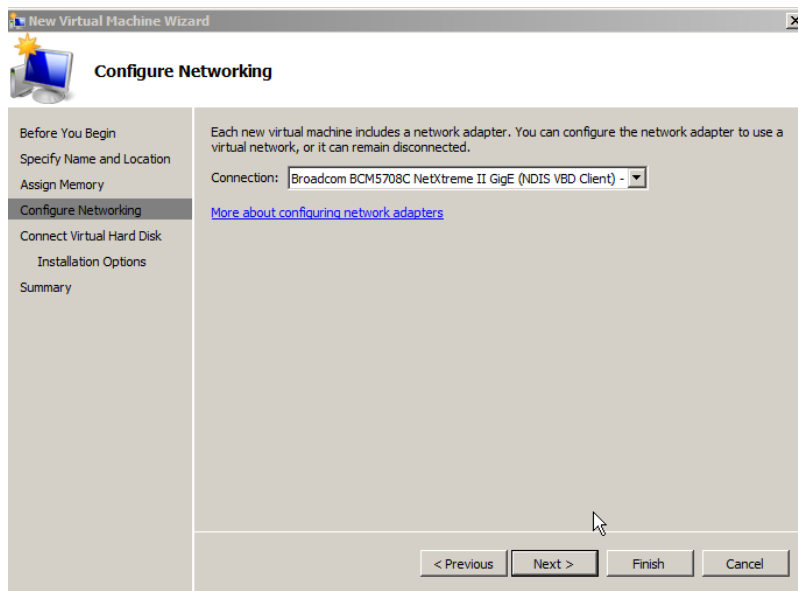 New Virtual Machine Wizard
Configure Networking
Before You Begin
Specify Name and Location
Assign Memory
Configure Networking
Connect Virtual Hard Disk
Installation Options
Summary
Each new virtual machine includes a network adapter. You can configure the network adapter to use a
virtual network, or it can remain disconnected.
Connection: Broadcom BCM5708C NetXtreme II GigE (NDIS VBD Client) -
More about configuring network adapters
< Previous Next > Finish Cancel